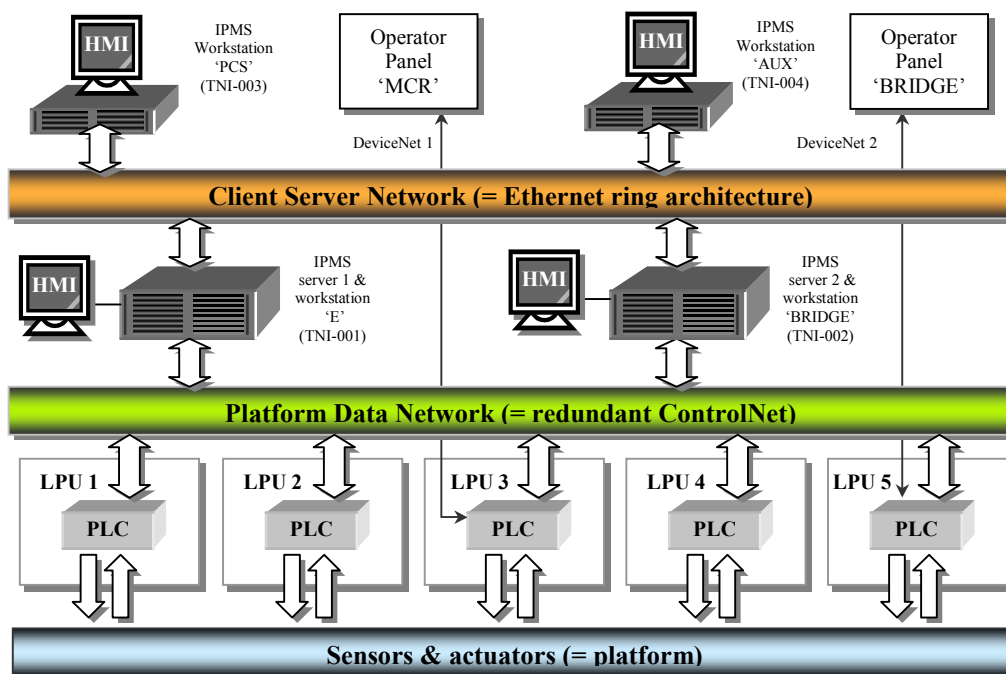 HMI
IPMS
Workstation
‘PCS’
(TNI-003)
Operator
Panel
‘MCR’
HMI
IPMS
Workstation
‘AUX’
(TNI-004)
Operator
Panel
‘BRIDGE’
DeviceNet 1
DeviceNet 2
Client Server Network (= Ethernet ring architecture)
HMI
IPMS
server 1 &
workstation
‘E’
(TNI-001)
HMI
IPMS
server 2 &
workstation
‘BRIDGE’
(TNI-002)
Platform Data Network (= redundant ControlNet)
LPU 1
LPU 2
LPU 3
LPU 4
LPU 5
PLC
PLC
PLC
PLC
PLC
Sensors & actuators (= platform)